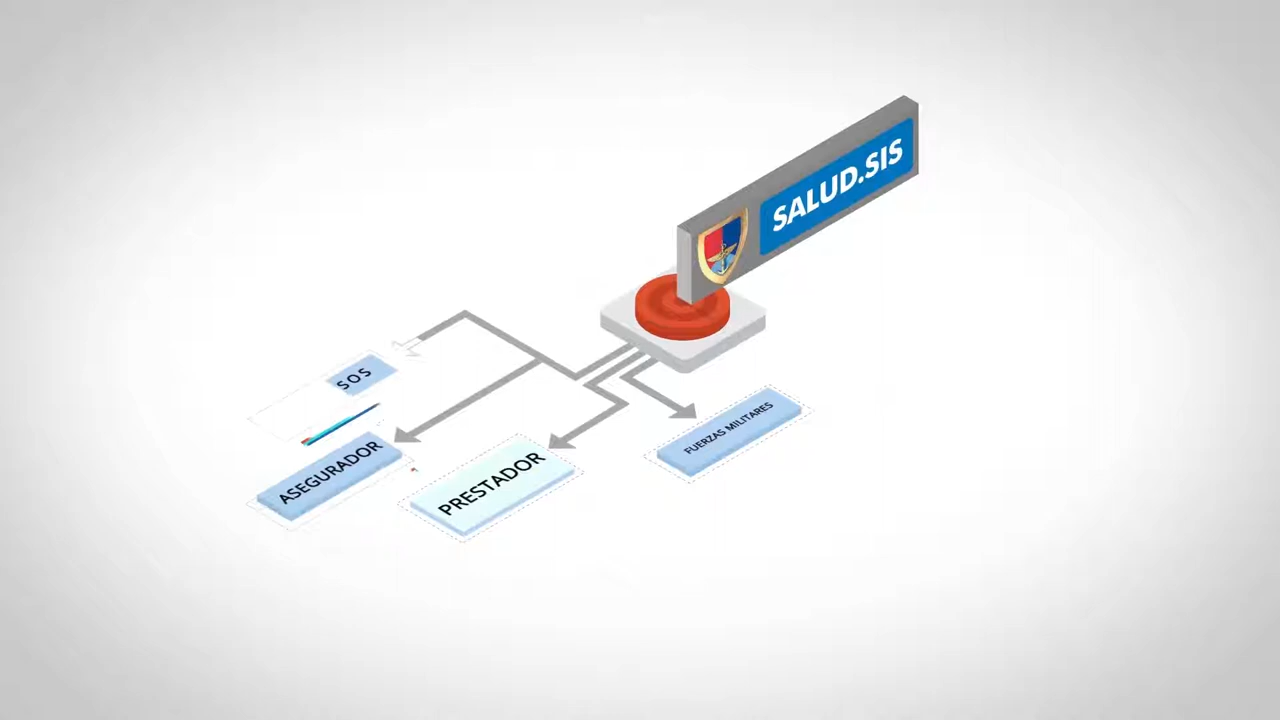 SALUD.SIS
SOS
ASEGURADOR
PRESTADOR
FUERZAS MILITARES